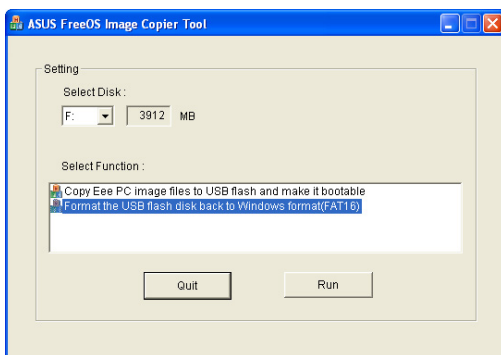 ASUS FreeOS Image Copier Tool
Setting
Select Disk :
F: 3912 MB
Select Function :
Copy Eee PC image files to USB flash and make it bootable
Format the USB flash disk back to Windows format(FAT16)
Quit Run